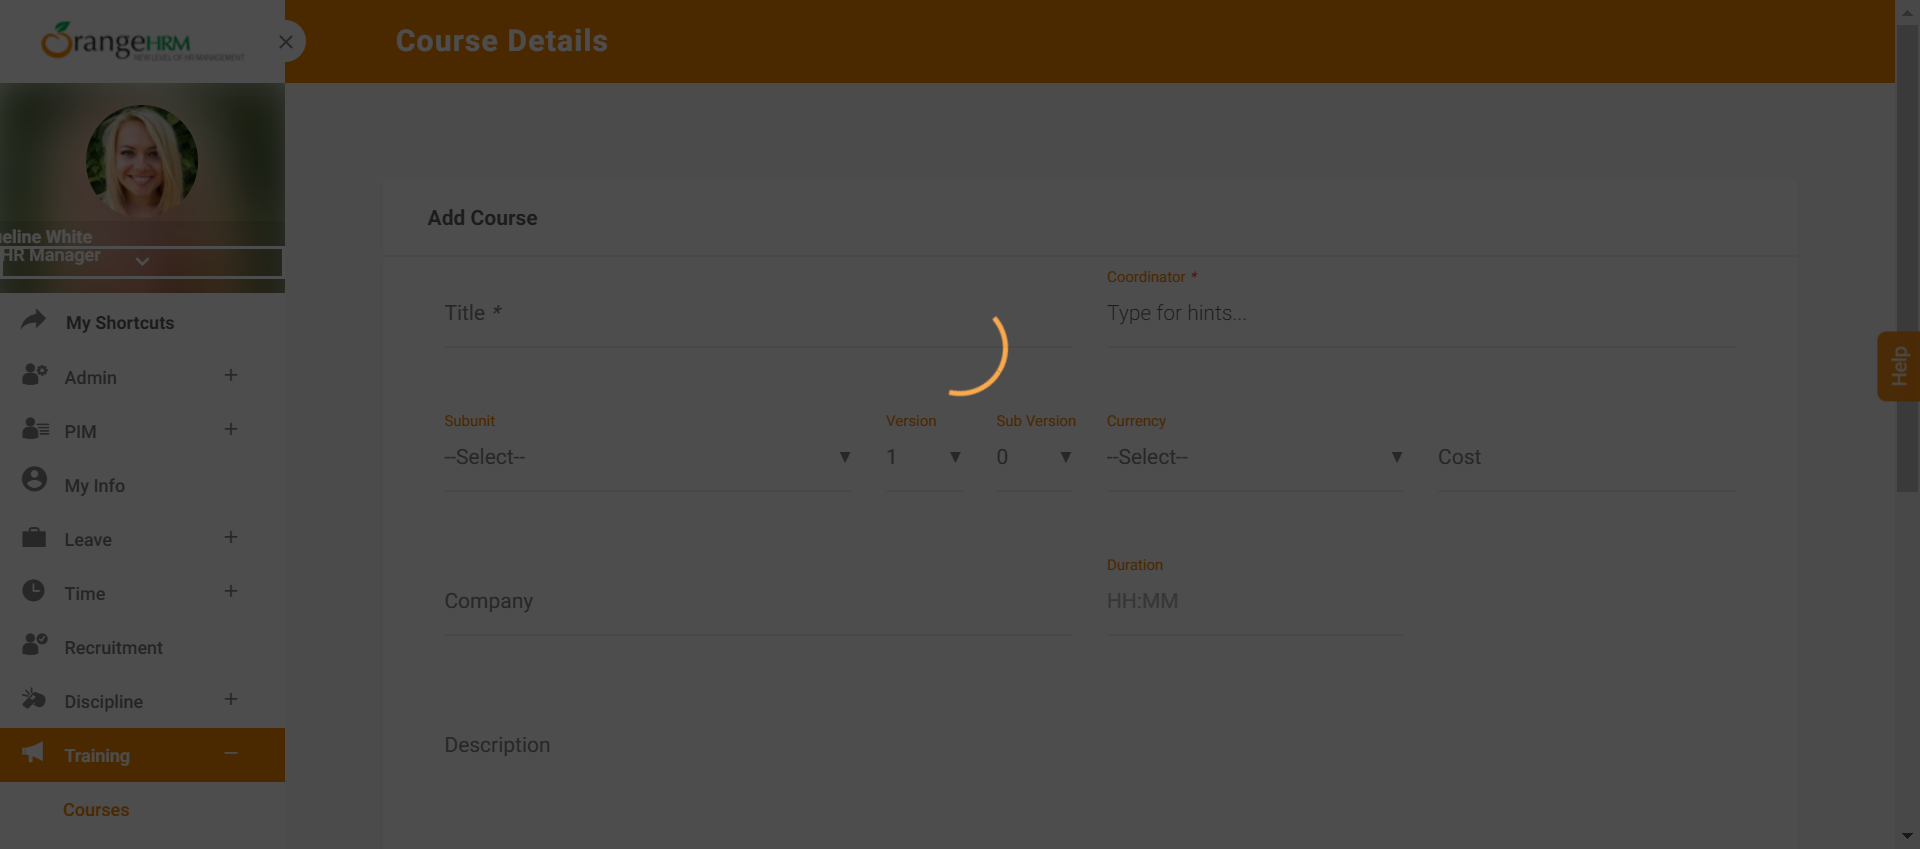 OrangeHRM
NEW LEVEL OF HR MANAGEMENT
Course Details
eline White
HR Manager
My Shortcuts
Admin
PIM
My Info
Leave
Time
Recruitment
Discipline
Training
Courses
Add Course
Title *
Coordinator *
Type for hints...
Subunit
--Select--
Version
1
Sub Version
0
Currency
--Select--
Cost
Company
Duration
HH:MM
Description
Help